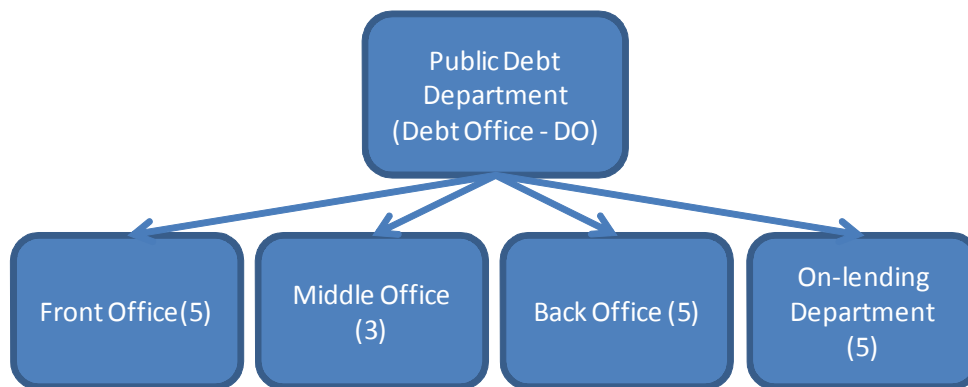 Public Debt
Department
(Debt Office - DO)
Front Office (5)
Middle Office
(3)
Back Office (5)
On-lending
Department
(5)